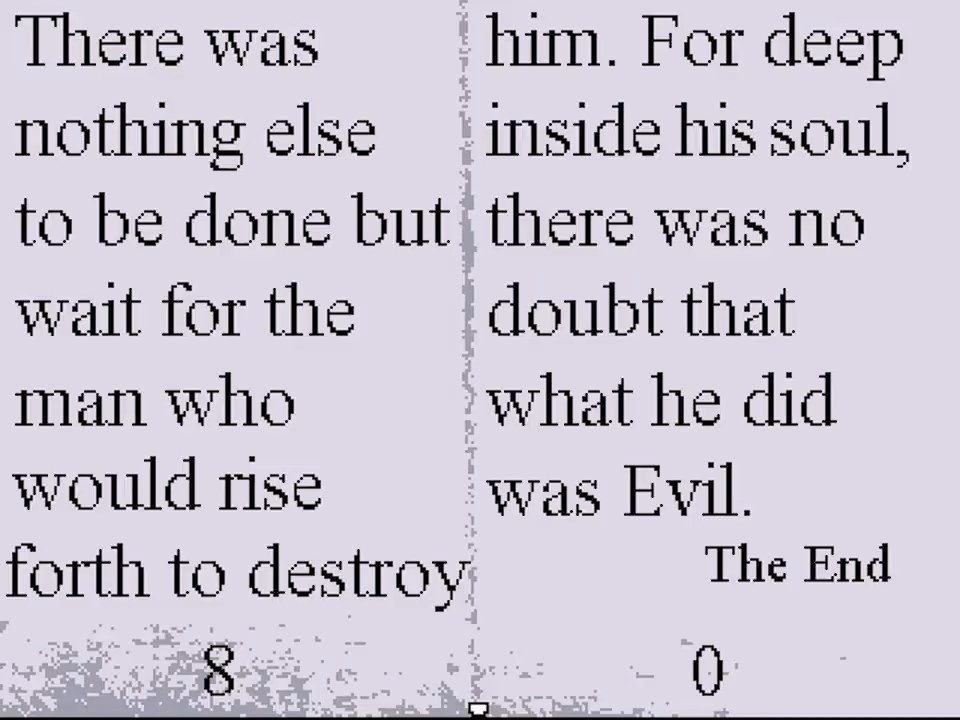 There was
nothing else
to be done but
wait for the
man who
would rise
forth to destroy
8
him. For deep
inside his soul,
there was no
doubt that
what he did
was Evil.
The End
0